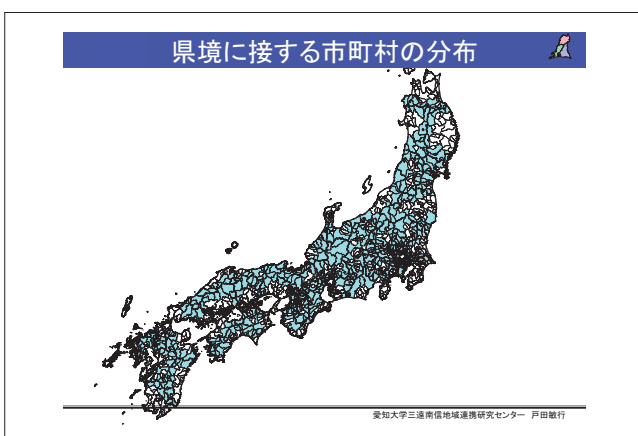 県境に接する市町村の分布
愛知大学三遠南信地域連携研究センター 戸田敏行